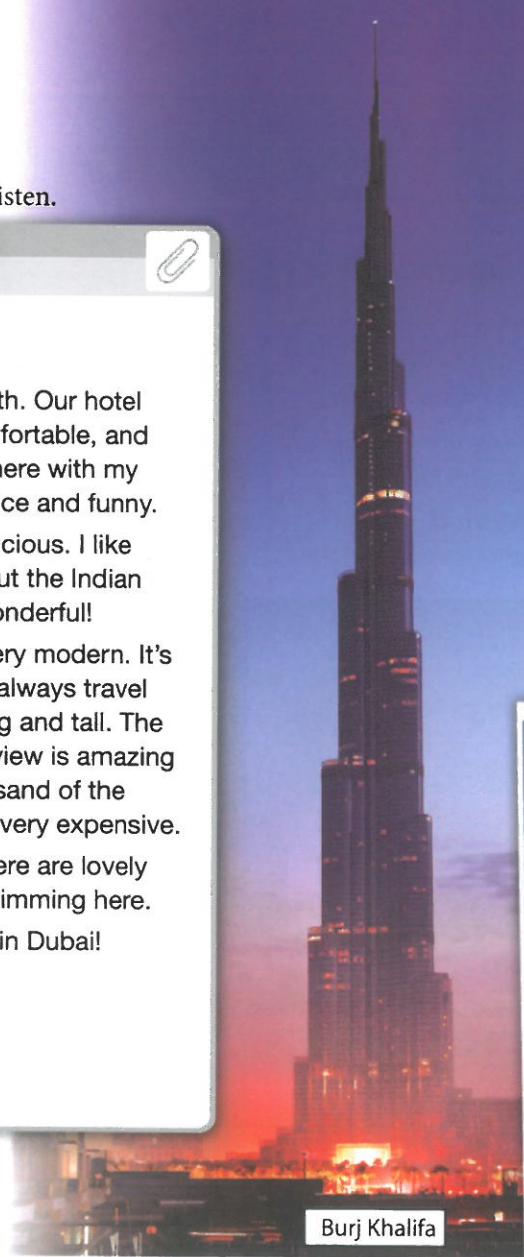 isten.
th. Our hotel
fortable, and
here with my
ice and funny.
cious. I like
ut the Indian
onderful!
ery modern. It's
always travel
g and tall. The
view is amazing
sand of the
very expensive.
ere are lovely
imming here.
in Dubai!
Burj Khalifa